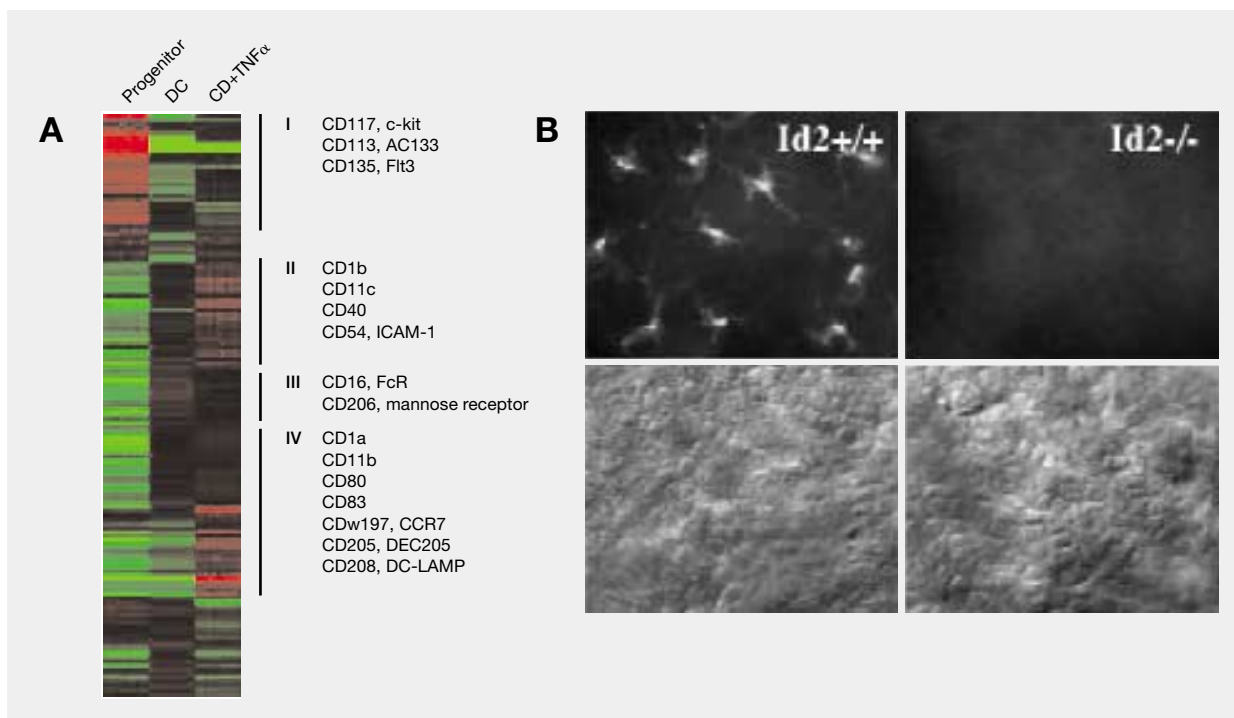 A
Progenitor
DC
CD+TNFα
I
CD117, c-kit
CD113, AC133
CD135, Flt3
II
CD1b
CD11c
CD40
CD54, ICAM-1
III
CD16, FcR
CD206, mannose receptor
IV
CD1a
CD11b
CD80
CD83
CDw197, CCR7
CD205, DEC205
CD208, DC-LAMP
B
Id2+/+
Id2-/-